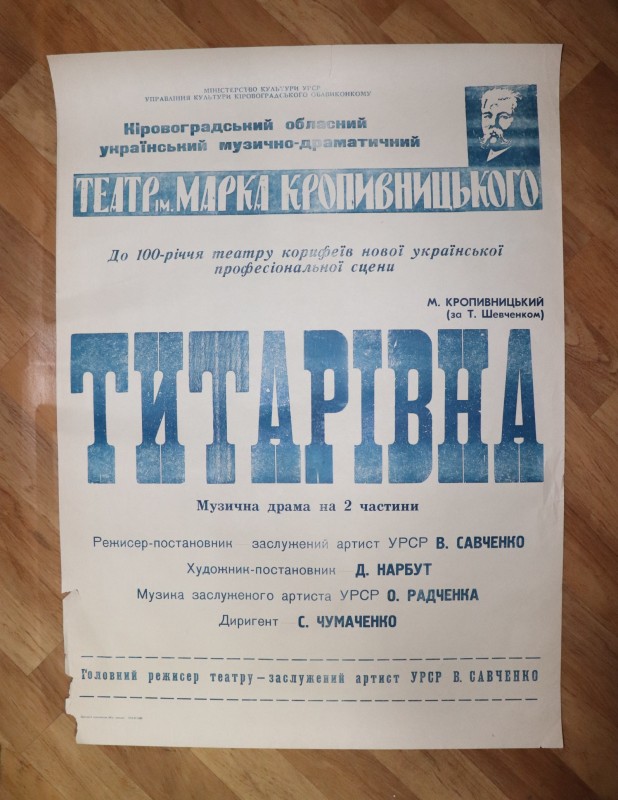 МІНІСТЕРСТВО КУЛЬТУРИ УРСР
УПРАВЛІННЯ КУЛЬТУРИ КІРОВОГРАДСЬКОГО ОБЛВИКОНКОМУ
Кіровоградський обласний
український музично-драматичний
ТЕАТР ІМ. МАРКА КРОПИВНИЦЬКОГО
До 100-річчя театру корифеїв нової української
професіональної сцени
М. КРОПИВНИЦЬКИЙ
(за Т. Шевченком)
ТИТАРІВНА
Музична драма на 2 частини
Режисер-постановник — заслужений артист УРСР В. САВЧЕНКО
Художник-постановник — Д. НАРБУТ
Музина заслуженого артиста УРСР О. РАДЧЕНКА
Диригент — С. ЧУМАЧЕНКО
Головний режисер театру — заслужений артист УРСР В. САВЧЕНКО